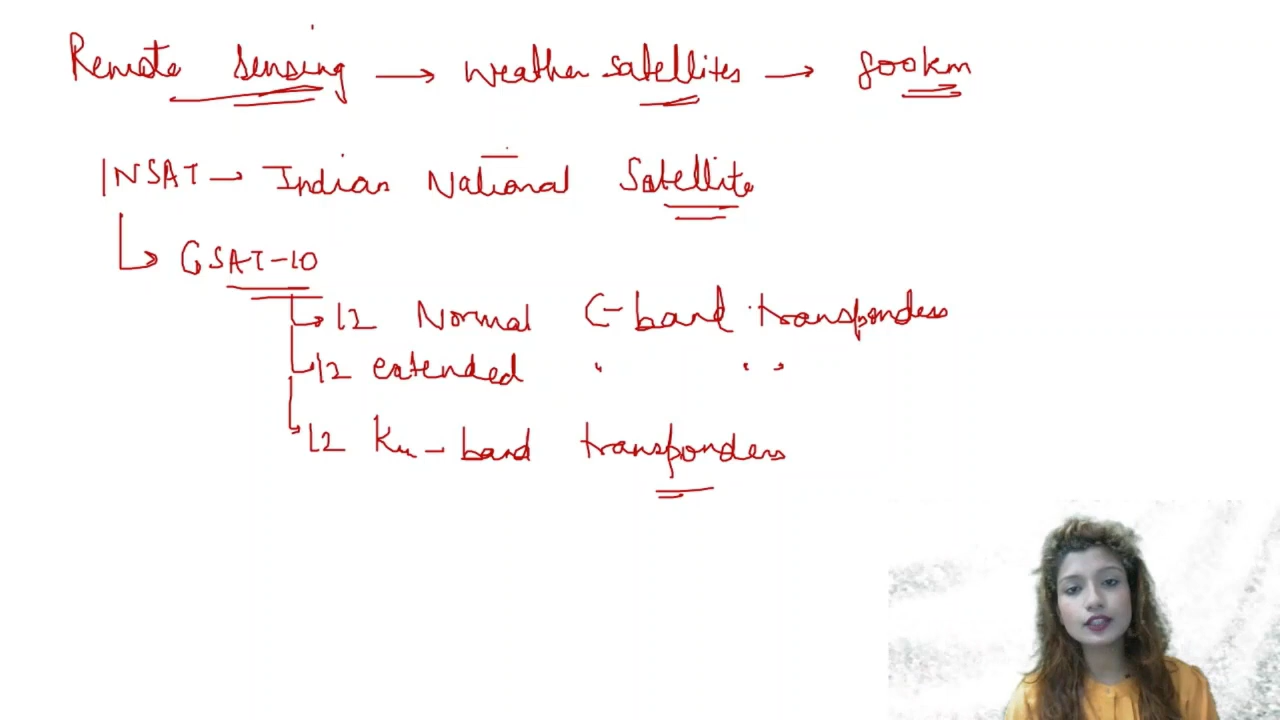 Remote sensing → weather satellites → 800km
INSAT → Indian National Satellite
↳ GSAT-10
↳ 12 Normal C-band transponders
↳ 12 extended " " "
↳ 12 Ku-band transponders